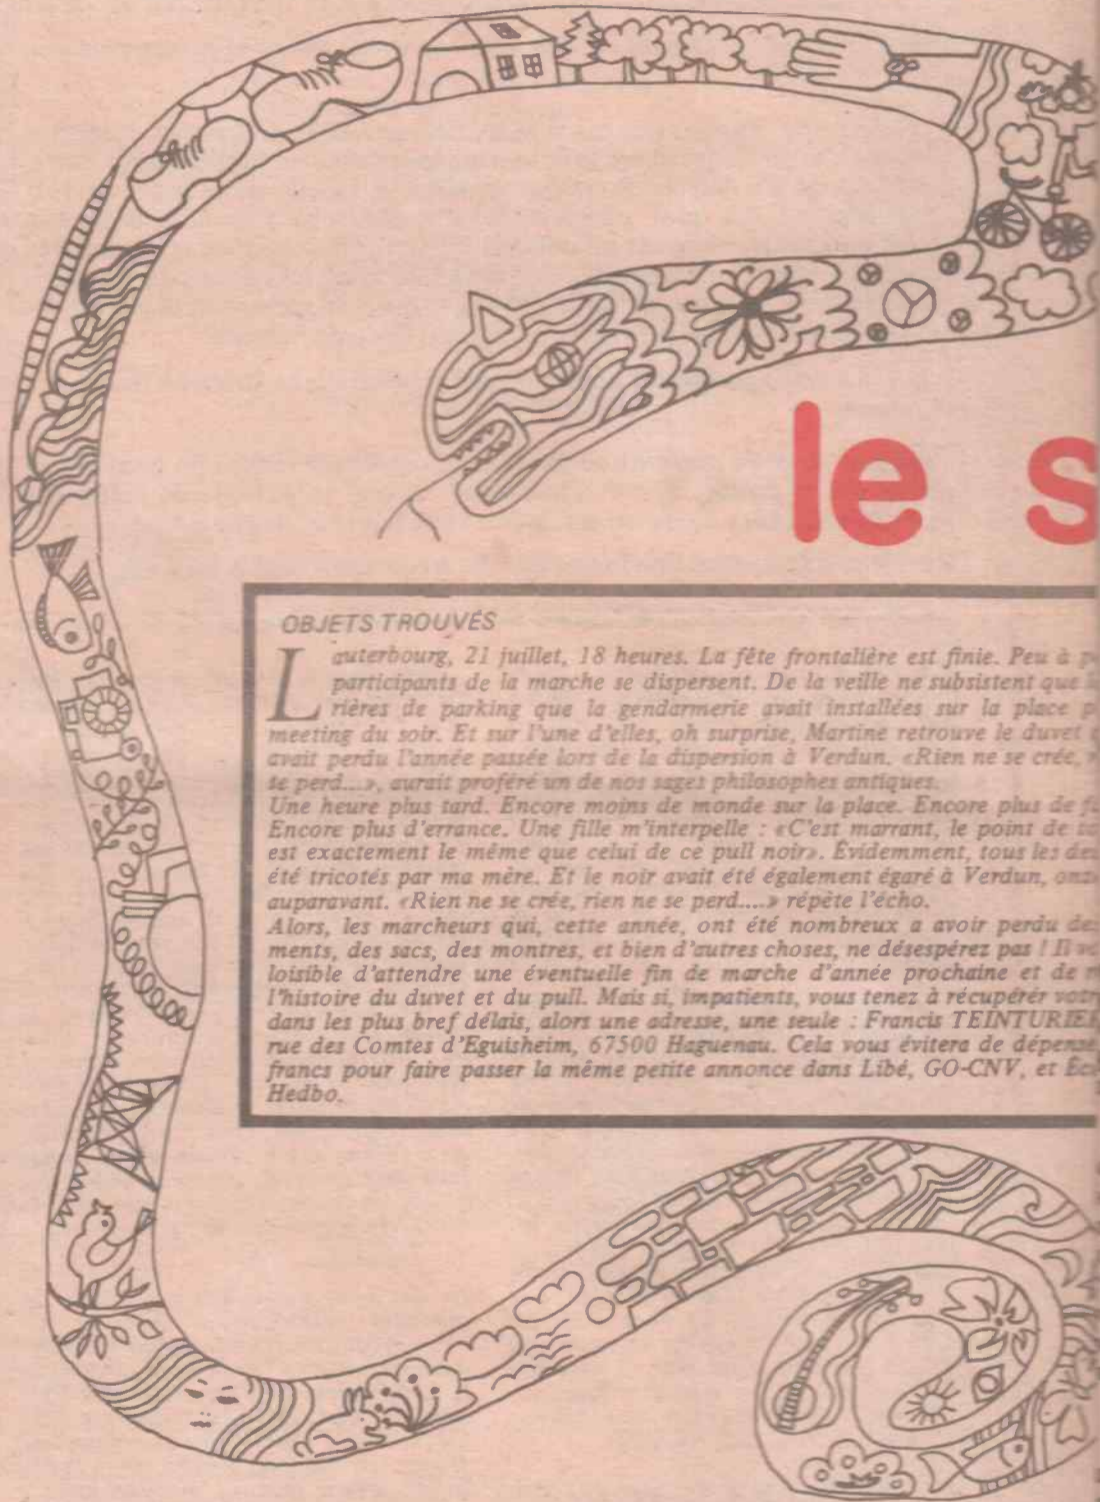 le s
OBJETS TROUVÉS
Lauterbourg, 21 juillet, 18 heures. La fête frontalière est finie. Peu à p
participants de la marche se dispersent. De la veille ne subsistent que
rières de parking que la gendarmerie avait installées sur la place p
meeting du soir. Et sur l'une d'elles, oh surprise, Martine retrouve le duvet
avait perdu l'année passée lors de la dispersion à Verdun. «Rien ne se crée,
se perd...», aurait proféré un de nos sages philosophes antiques.
Une heure plus tard. Encore moins de monde sur la place. Encore plus de
Encore plus d'errance. Une fille m'interpelle : «C'est marrant, le point de
est exactement le même que celui de ce pull noir». Évidemment, tous les
été tricotés par ma mère. Et le noir avait été également égaré à Verdun,
auparavant. «Rien ne se crée, rien ne se perd....» répète l'écho.
Alors, les marcheurs qui, cette année, ont été nombreux a avoir perdu
ments, des sacs, des montres, et bien d'autres choses, ne désespérez pas ! Il
loisible d'attendre une éventuelle fin de marche d'année prochaine et de
l'histoire du duvet et du pull. Mais si, impatients, vous tenez à récupérér
dans les plus bref délais, alors une adresse, une seule : Francis TEINTURIER
rue des Comtes d'Eguisheim, 67500 Haguenau. Cela vous évitera de
francs pour faire passer la même petite annonce dans Libé, GO-CNV, et
Hedbo.